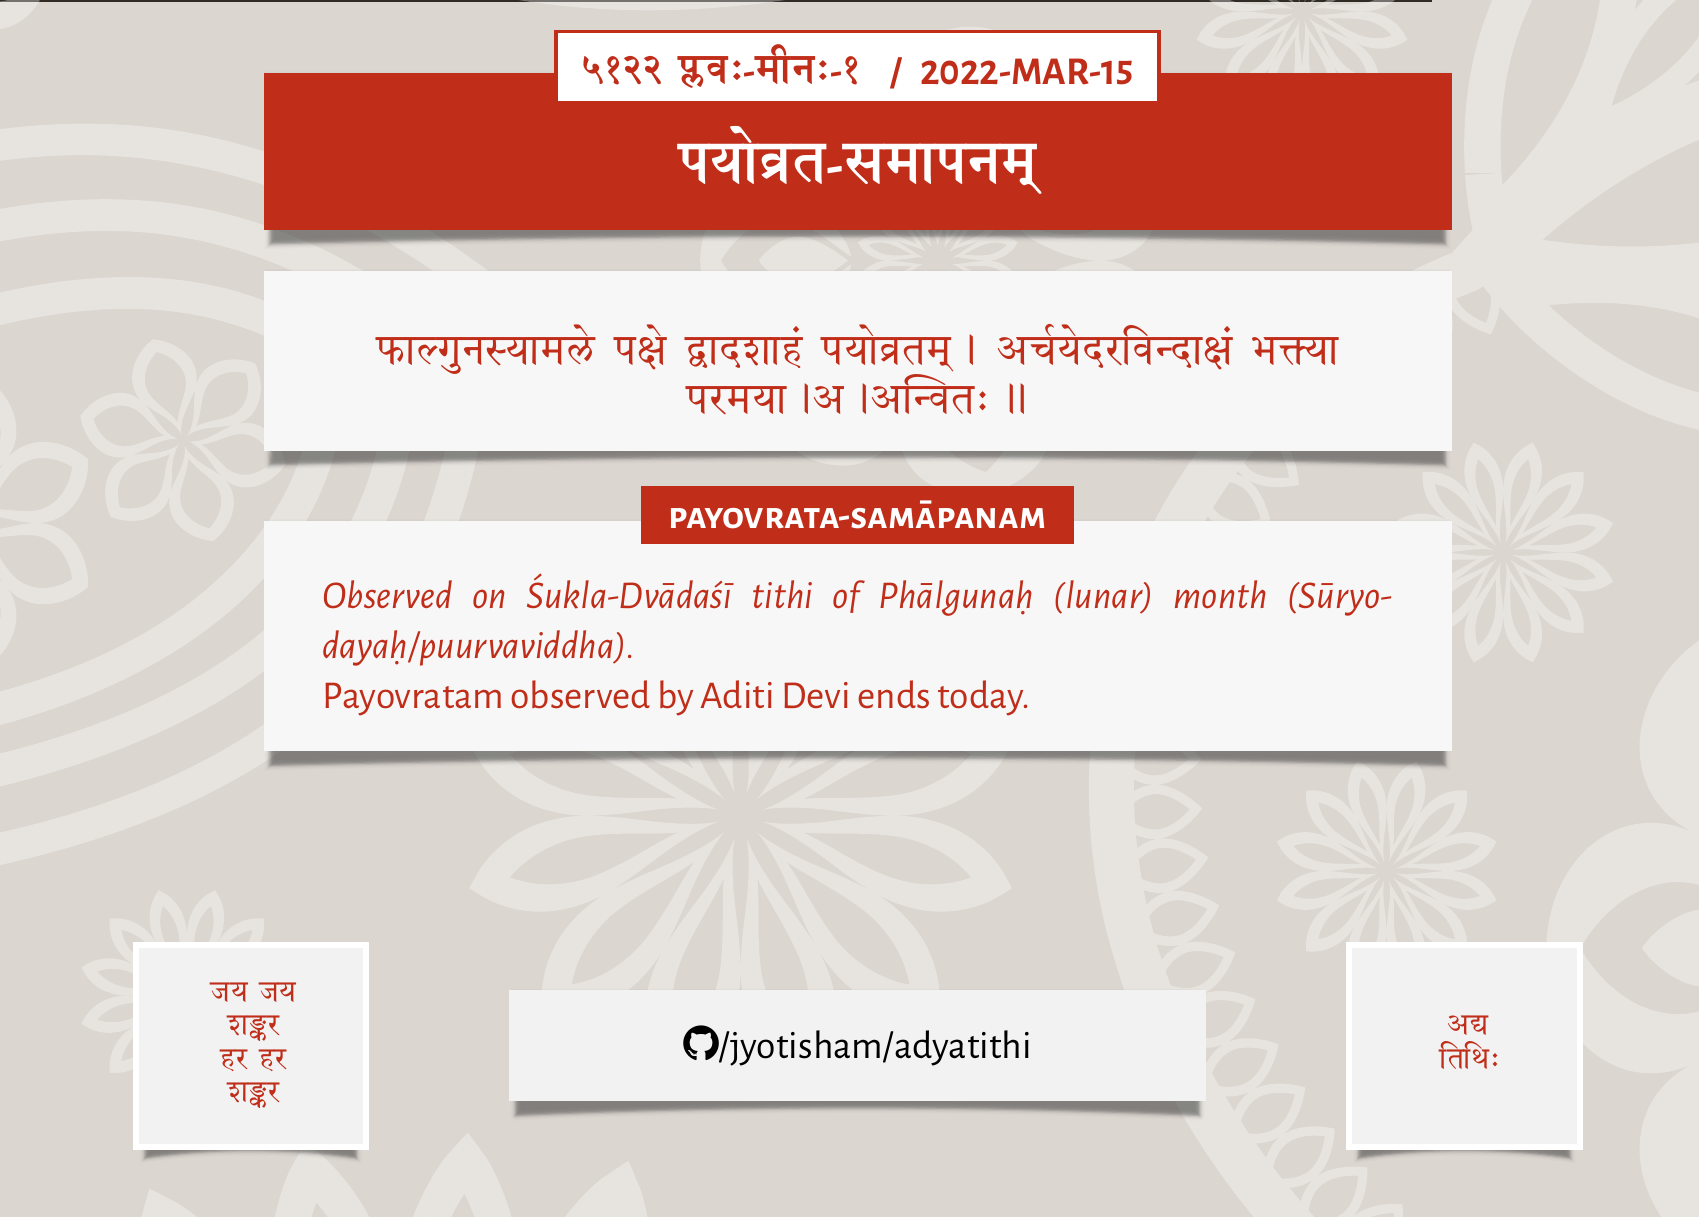 ५१२२ प्लवः-मीनः-१ / 2022-MAR-15
पयोव्रत-समापनम्
फाल्गुनस्यामले पक्षे द्वादशाहं पयोव्रतम्। अर्चयेदरविन्दाक्षं भक्त्या
परमया।अ।अन्वितः॥
PAYOVRATA-SAMĀPANAM
Observed on Śukla-Dvādaśī tithi of Phālgunaḥ (lunar) month (Sūryo-
dayaḥ/puurvaviddha).
Payovratam observed by Aditi Devi ends today.
जय जय
शङ्कर
हर हर
शङ्कर
/jyotisham/adyatithi
अद्य
तिथिः